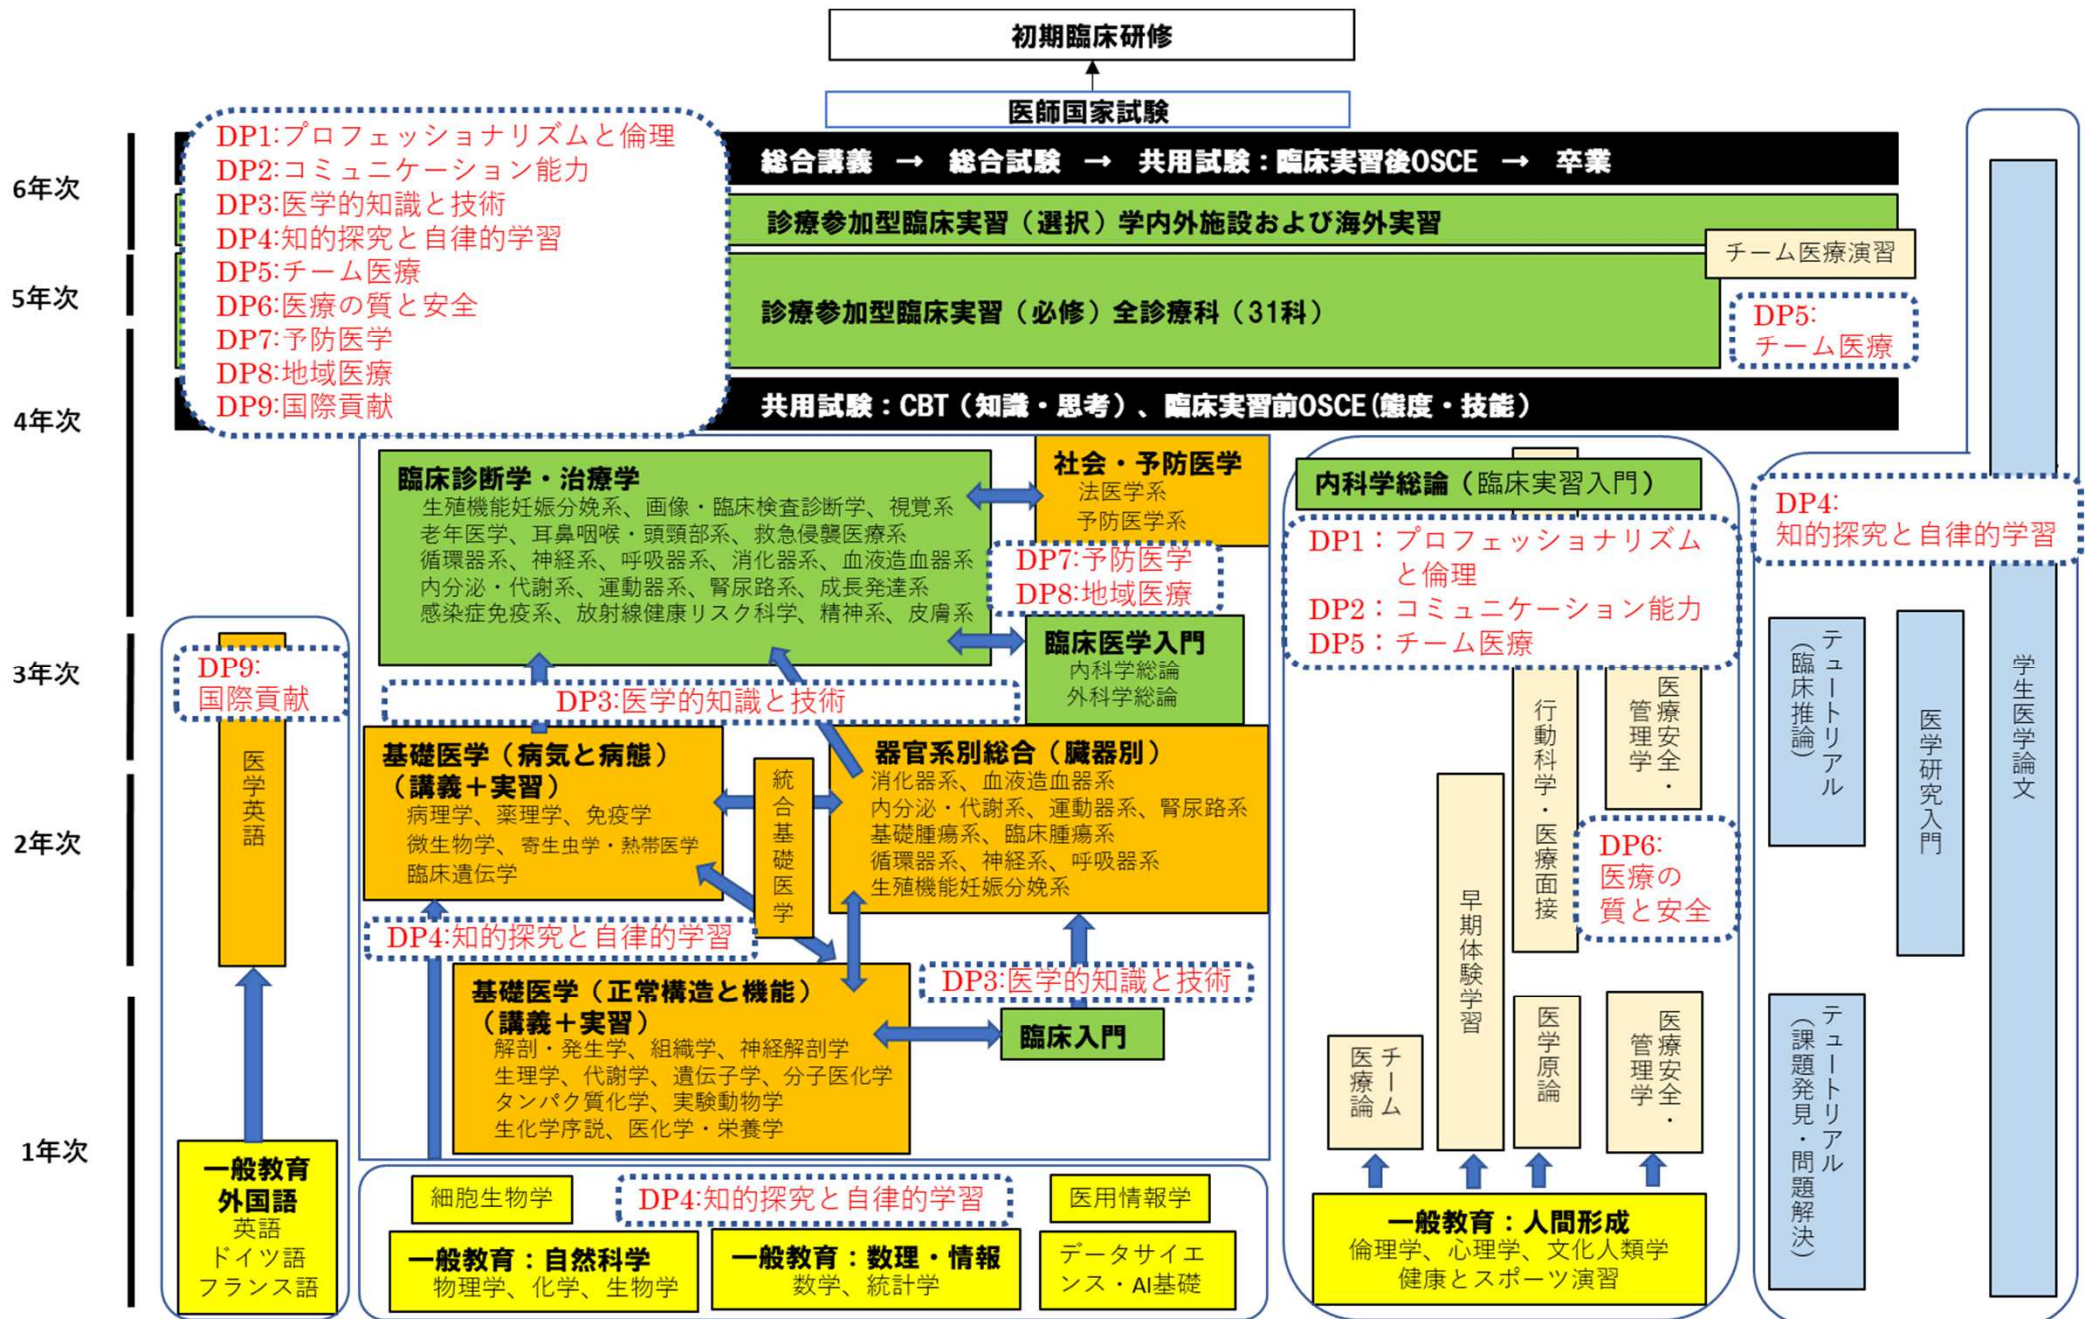 初期臨床研修
医師国家試験
6年次
5年次
4年次
3年次
2年次
1年次
DP1:プロフェッショナリズムと倫理
DP2:コミュニケーション能力
DP3:医学的知識と技術
DP4:知的探究と自律的学習
DP5:チーム医療
DP6:医療の質と安全
DP7:予防医学
DP8:地域医療
DP9:国際貢献
総合講義 → 総合試験 → 共用試験：臨床実習後OSCE → 卒業
診療参加型臨床実習（選択）学内外施設および海外実習
チーム医療演習
診療参加型臨床実習（必修）全診療科（31科）
DP5:
チーム医療
共用試験：CBT（知識・思考）、臨床実習前OSCE(態度・技能）
臨床診断学・治療学
生殖機能妊娠分娩系、画像・臨床検査診断学、視覚系
老年医学、耳鼻咽喉・頭頸部系、救急侵襲医療系
循環器系、神経系、呼吸器系、消化器系、血液造血器系
内分泌・代謝系、運動器系、腎尿路系、成長発達系
感染症免疫系、放射線健康リスク科学、精神系、皮膚系
社会・予防医学
法医学系
予防医学系
DP7:予防医学
DP8:地域医療
臨床医学入門
内科学総論
外科学総論
DP3:医学的知識と技術
基礎医学（病気と病態）
（講義＋実習）
病理学、薬理学、免疫学
微生物学、寄生虫学・熱帯医学
臨床遺伝学
統合基礎医学
器官系別総合（臓器別）
消化器系、血液造血器系
内分泌・代謝系、運動器系、腎尿路系
基礎腫瘍系、臨床腫瘍系
循環器系、神経系、呼吸器系
生殖機能妊娠分娩系
DP4:知的探究と自律的学習
DP3:医学的知識と技術
基礎医学（正常構造と機能）
（講義＋実習）
解剖・発生学、組織学、神経解剖学
生理学、代謝学、遺伝子学、分子医化学
タンパク質化学、実験動物学
生化学序説、医化学・栄養学
臨床入門
DP9:
国際貢献
医学英語
一般教育
外国語
英語
ドイツ語
フランス語
細胞生物学
DP4:知的探究と自律的学習
医用情報学
一般教育：自然科学
物理学、化学、生物学
一般教育：数理・情報
数学、統計学
データサイエ
ンス・AI基礎
内科学総論（臨床実習入門）
DP1：プロフェッショナリズム
と倫理
DP2：コミュニケーション能力
DP5：チーム医療
行動科学・医療面接
医療安全・
管理学
DP6:
医療の
質と安全
早期体験学習
チーム
医療論
医学原論
医療安全・
管理学
一般教育：人間形成
倫理学、心理学、文化人類学
健康とスポーツ演習
DP4:
知的探究と自律的学習
テュートリアル
（臨床推論）
医学研究入門
学生医学論文
テュートリアル
（課題発見・問題解決）